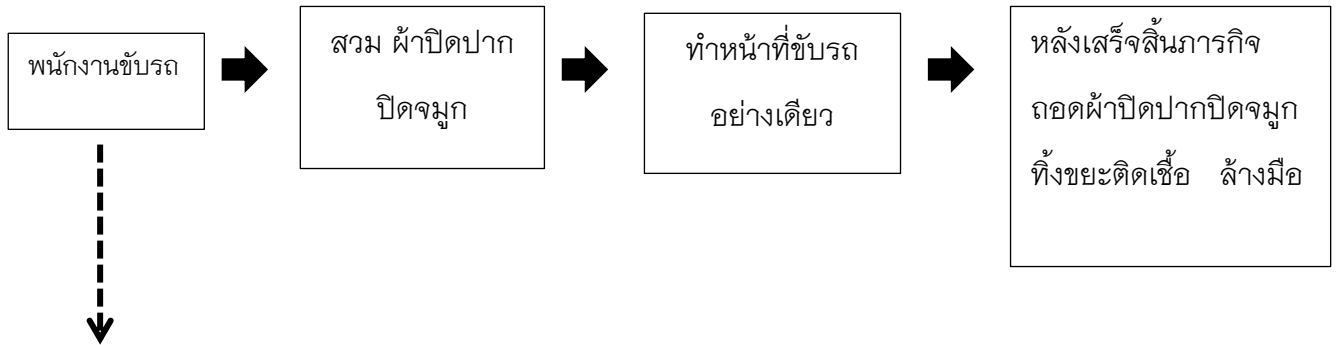 พนักงานขับรถ
สวม ผ้าปิดปาก
ปิดจมูก
ทำหน้าที่ขับรถ
อย่างเดียว
หลังเสร็จสิ้นภารกิจ
ถอดผ้าปิดปากปิดจมูก
ทิ้งขยะติดเชื้อ ล้างมือ